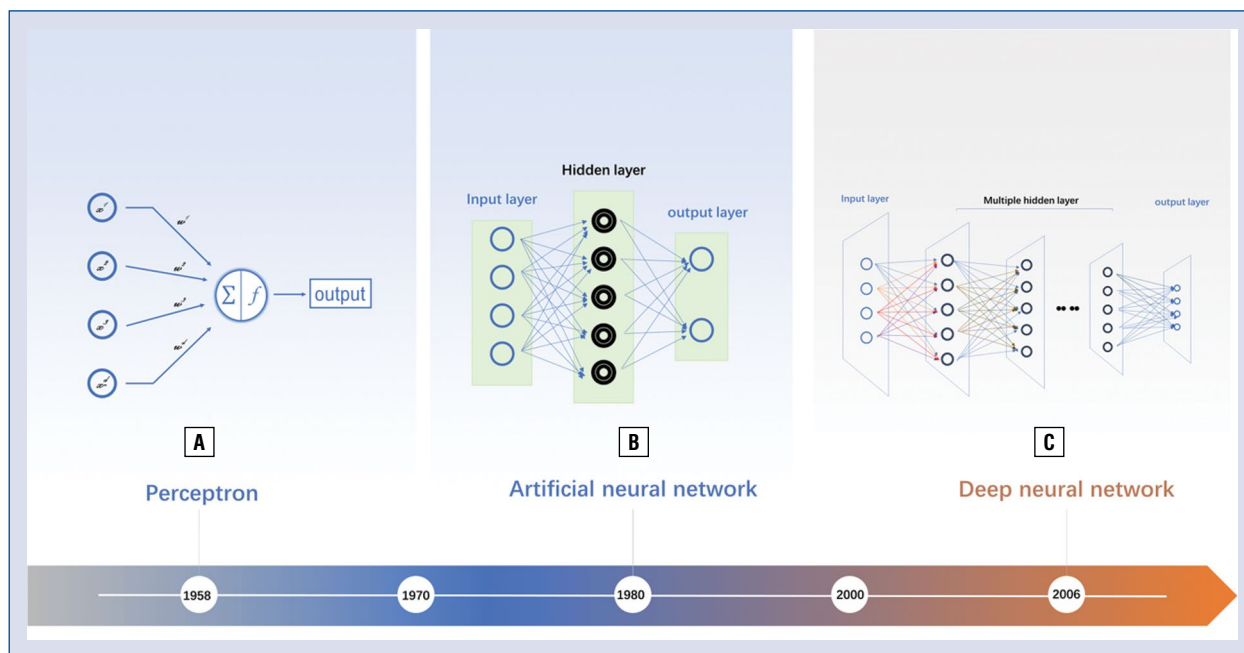 Hidden layer
Input layer
output layer
Input layer
Multiple hidden layer
output layer
Σ f
output
A
B
C
Perceptron
Artificial neural network
Deep neural network
1958
1970
1980
2000
2006